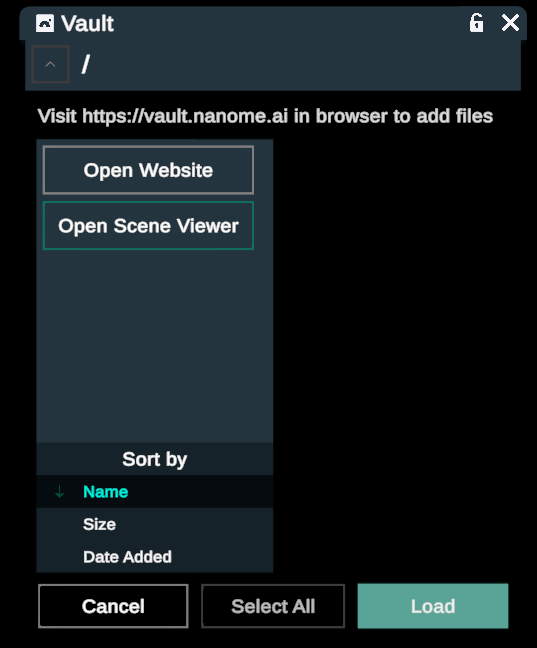 Vault
/
Visit https://vault.nanome.ai in browser to add files
Open Website
Open Scene Viewer
Sort by
Name
Size
Date Added
Cancel
Select All
Load